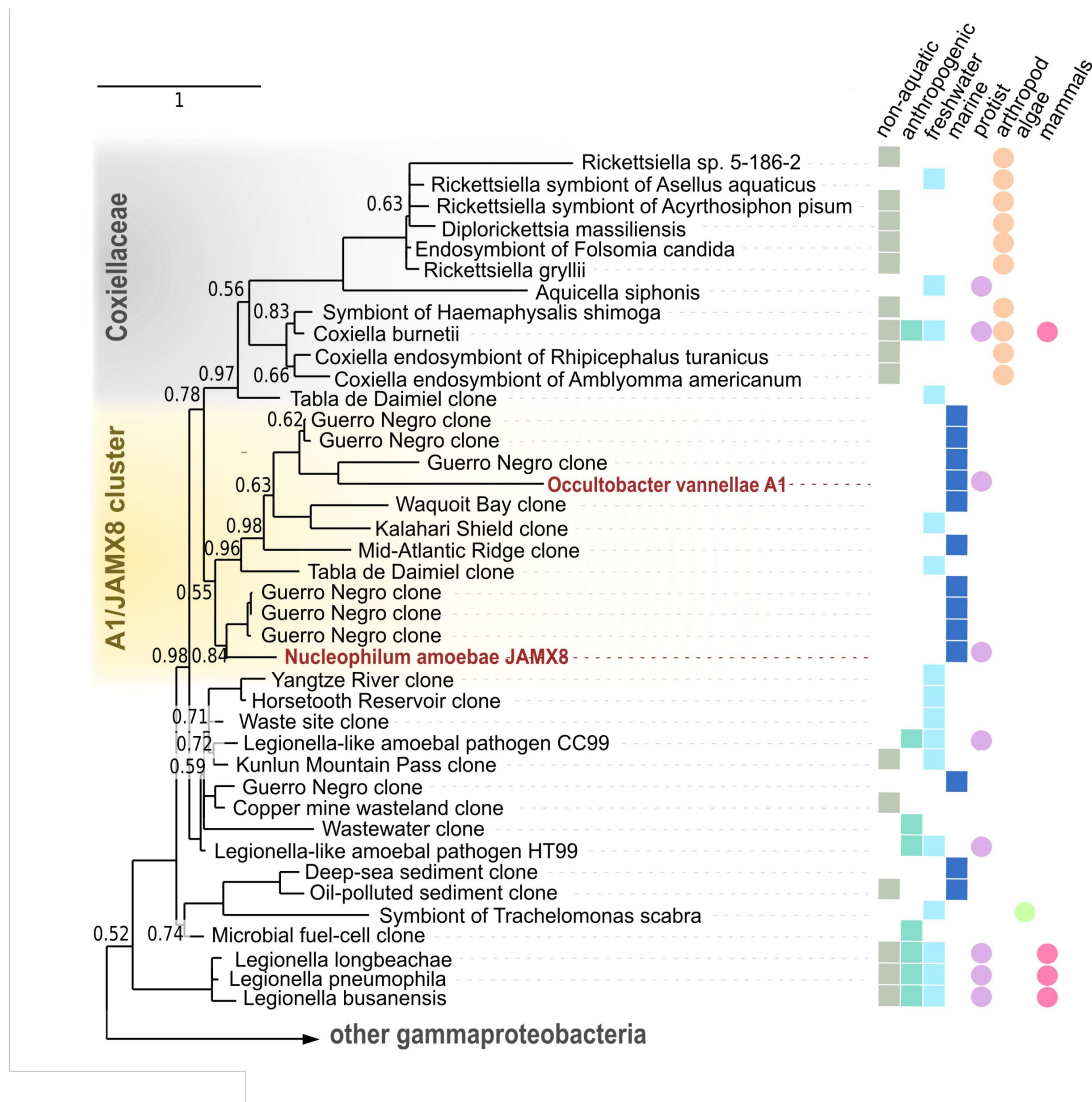 non-aquatic
anthropogenic
freshwater
marine
protist
arthropod
algae
mammals
1
Coxiellaceae
A1/JAMX8 cluster
Rickettsiella sp. 5-186-2
Rickettsiella symbiont of Asellus aquaticus
0.63
Rickettsiella symbiont of Acyrthosiphon pisum
Diplorickettsia massiliensis
Endosymbiont of Folsomia candida
Rickettsiella gryllii
0.56
Aquicella siphonis
0.83
Symbiont of Haemaphysalis shimoga
Coxiella burnetii
Coxiella endosymbiont of Rhipicephalus turanicus
0.97
0.66
Coxiella endosymbiont of Amblyomma americanum
0.78
Tabla de Daimiel clone
0.62
Guerro Negro clone
Guerro Negro clone
Guerro Negro clone
0.63
Occultobacter vannellae A1
Waquoit Bay clone
0.98
Kalahari Shield clone
0.96
Mid-Atlantic Ridge clone
Tabla de Daimiel clone
0.55
Guerro Negro clone
Guerro Negro clone
Guerro Negro clone
0.98
0.84
Nucleophilum amoebae JAMX8
Yangtze River clone
Horsetooth Reservoir clone
0.71
Waste site clone
0.72
Legionella-like amoebal pathogen CC99
0.59
Kunlun Mountain Pass clone
Guerro Negro clone
Copper mine wasteland clone
Wastewater clone
Legionella-like amoebal pathogen HT99
Deep-sea sediment clone
Oil-polluted sediment clone
Symbiont of Trachelomonas scabra
0.52
0.74
Microbial fuel-cell clone
Legionella longbeachae
Legionella pneumophila
Legionella busanensis
other gammaproteobacteria